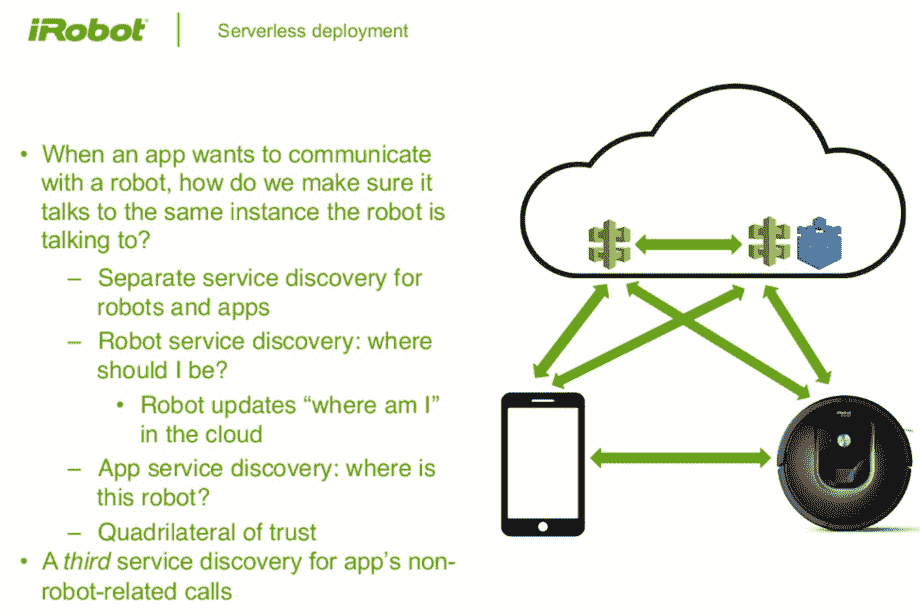 iRobot
Serverless deployment
• When an app wants to communicate
with a robot, how do we make sure it
talks to the same instance the robot is
talking to?
– Separate service discovery for
robots and apps
– Robot service discovery: where
should I be?
• Robot updates “where am I”
in the cloud
– App service discovery: where is
this robot?
– Quadrilateral of trust
• A third service discovery for app’s non-
robot-related calls
iRobot